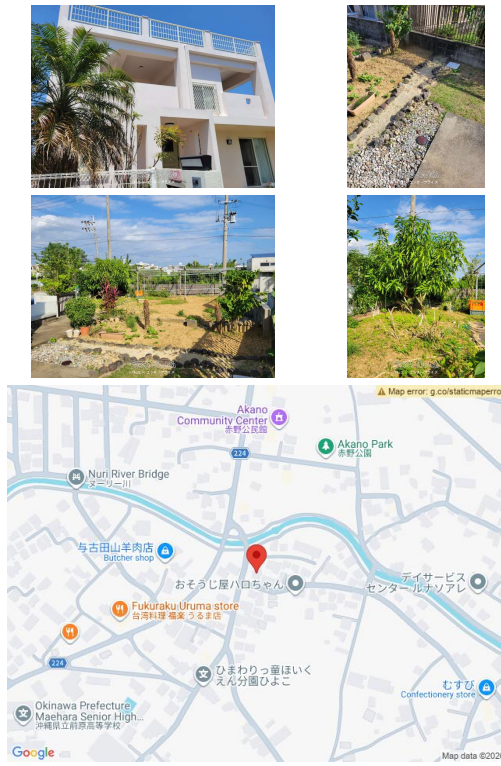 Map error: g.co/staticmaperro
Akano
Community Center
赤野公民館
224
Akano Park
赤野公園
Nuri River Bridge
ヌーリー川
与古田山羊肉店
Butcher shop
おそうじ屋ハロちゃん
デイサービス
センター ルナソアレ
Fukuraku Uruma store
台湾料理 福楽 うるま店
224
ひまわりっ童ほいく
えん分園ひよこ
むすび
Confectionery store
Okinawa Prefecture
Maehara Senior High...
沖縄県立前原高等学校
Google
Map data ©2026